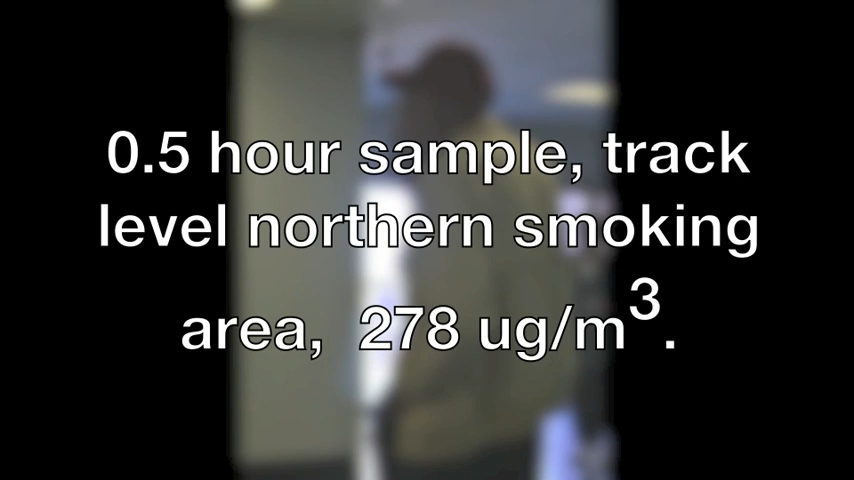 0.5 hour sample, track
level northern smoking
area,  278 ug/m³.